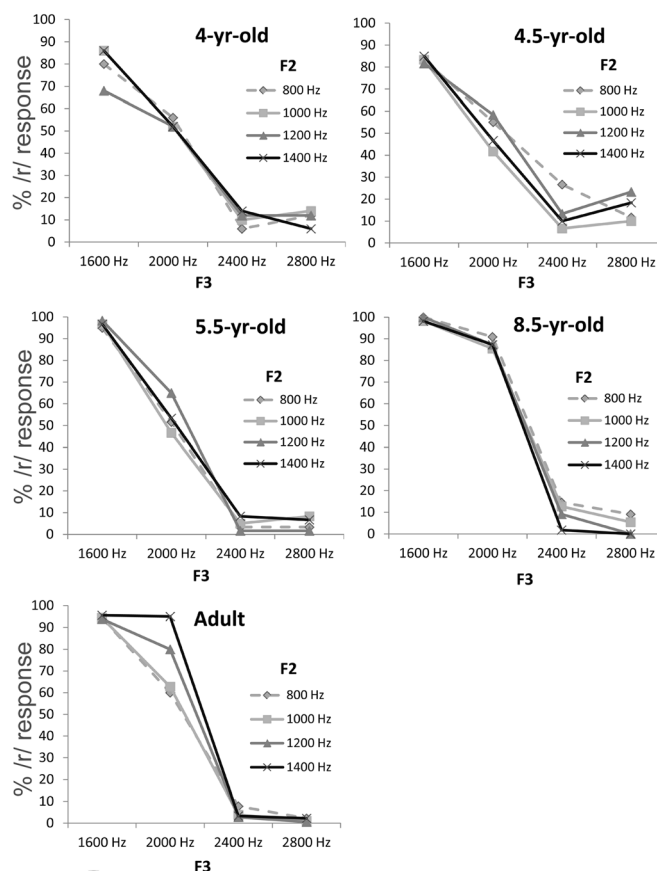 4-yr-old
% /r/ response
100
90
80
70
60
50
40
30
20
10
0
F2
800 Hz
1000 Hz
1200 Hz
1400 Hz
1600 Hz 2000 Hz 2400 Hz 2800 Hz
F3
4.5-yr-old
100
90
80
70
60
50
40
30
20
10
0
F2
800 Hz
1000 Hz
1200 Hz
1400 Hz
1600 Hz 2000 Hz 2400 Hz 2800 Hz
F3
5.5-yr-old
% /r/ response
100
90
80
70
60
50
40
30
20
10
0
F2
800 Hz
1000 Hz
1200 Hz
1400 Hz
1600 Hz 2000 Hz 2400 Hz 2800 Hz
F3
8.5-yr-old
100
90
80
70
60
50
40
30
20
10
0
F2
800 Hz
1000 Hz
1200 Hz
1400 Hz
1600 Hz 2000 Hz 2400 Hz 2800 Hz
F3
Adult
% /r/ response
100
90
80
70
60
50
40
30
20
10
0
F2
800 Hz
1000 Hz
1200 Hz
1400 Hz
1600 Hz 2000 Hz 2400 Hz 2800 Hz
F3